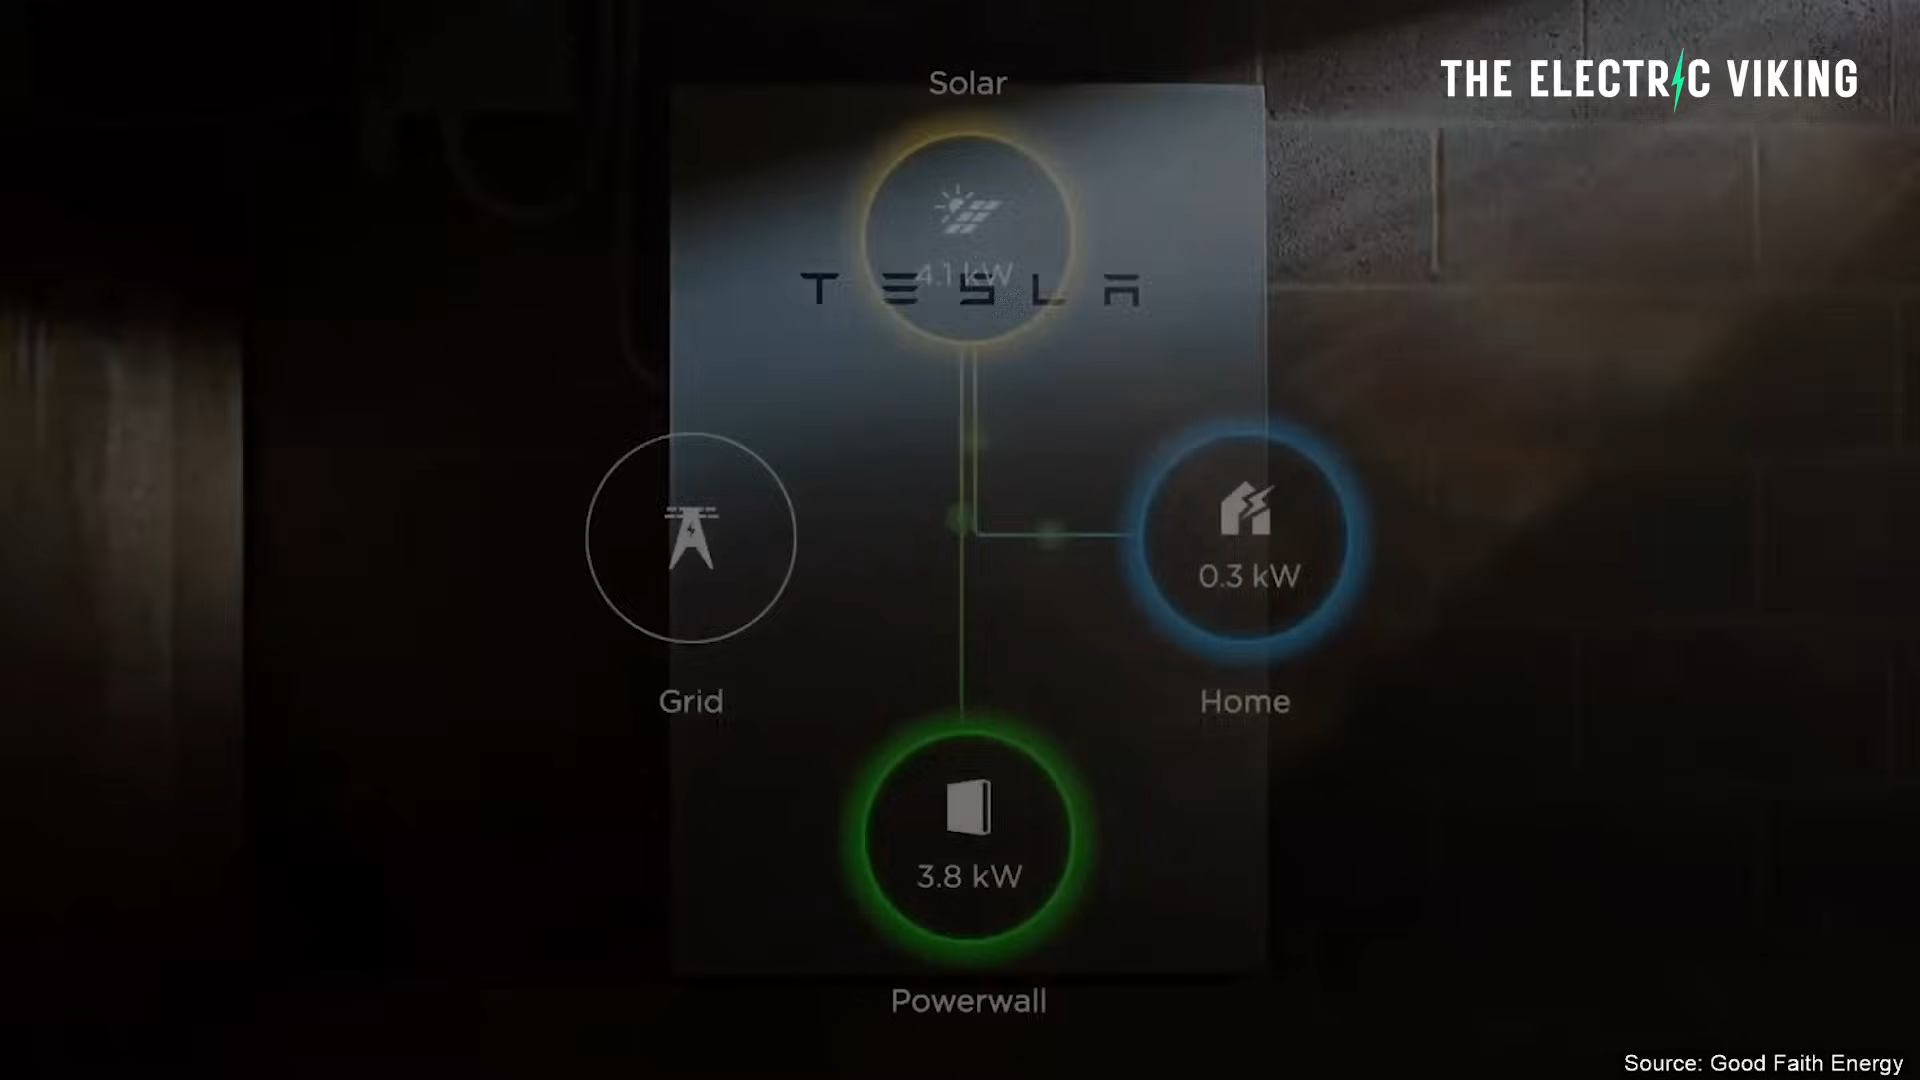 Solar
THE ELECTRIC VIKING
4.1 kW
TESLA
0.3 kW
Grid
Home
3.8 kW
Powerwall
Source: Good Faith Energy